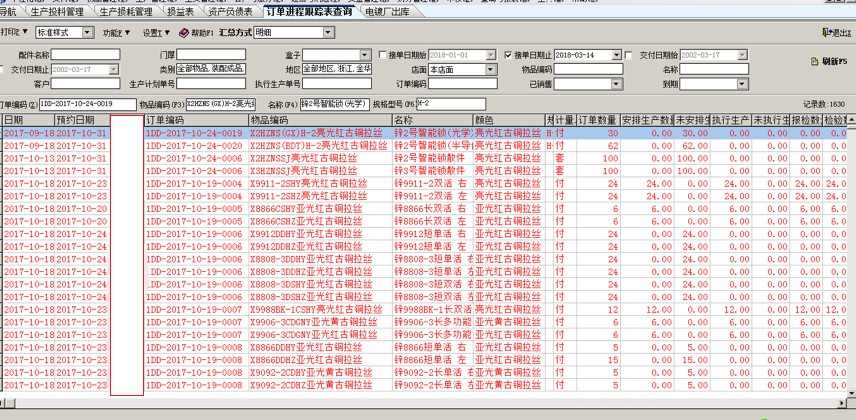 导航 生产投料管理 生产损耗管理 损益表 资产负债表 订单进程跟踪表查询 电镀厂出库
打印E 标准样式 功能Z 设置I 帮助F1 汇总方式 明细 退出X
配件名称 门厚 盒子 接单日期始 2018-01-01 接单日期止 2018-03-14 交付日期始 2002-03-17 刷新F5
交付日期止 2002-03-17 类别 全部物品,装配成品, 地区 全部地区,浙江,金华 店面 本店面 物品编码 名称
客户 生产计划单号 执行生产单号 订单编码 已销售 到期
订单编码(Z) 1DD-2017-10-24-0019 物品编码(F3) X2HZNS(GX)H-2亮光红 名称(F4) 锌2号智能锁(光学) 规格型号(F6) H-2 记录数:1630
日期 预约日期 订单编码 物品编码 名称 颜色 规 计量 订单数量 安排生产数 未安排生 执行生产 未执行生 报检数 检验数
2017-09-18 2017-10-31 1DD-2017-10-24-0019 X2HZNS(GX)H-2亮光红古铜拉丝 锌2号智能锁(光学 亮光红古铜拉丝 H- 付 30 0.00 30.00 0.00 0.00 0.00 0.0
2017-09-18 2017-10-31 1DD-2017-10-24-0020 X2HZNS(BDT)H-2亮光红古铜拉丝 锌2号智能锁(半导 亮光红古铜拉丝 H- 付 62 0.00 62.00 0.00 0.00 0.00 0.0
2017-10-13 2017-10-31 1DD-2017-10-24-0006 X2HZNSSJ亮光红古铜拉丝 锌2号智能锁散件 亮光红古铜拉丝 套 100 0.00 100.00 0.00 0.00 0.00 0.0
2017-10-13 2017-10-31 1DD-2017-10-24-0006 X3HZNSSJ亮光红古铜拉丝 锌3号智能锁散件 亮光红古铜拉丝 套 100 0.00 100.00 0.00 0.00 0.00 0.0
2017-10-18 2017-10-23 1DD-2017-10-19-0004 X9911-2SHY亮光红古铜拉丝 锌9911-2双活 右 亮光红古铜拉丝 付 24 24.00 0.00 24.00 0.00 24.00 24.0
2017-10-18 2017-10-23 1DD-2017-10-19-0004 X9911-2SHZ亮光红古铜拉丝 锌9911-2双活 左 亮光红古铜拉丝 付 24 24.00 0.00 24.00 0.00 24.00 24.0
2017-10-18 2017-10-20 1DD-2017-10-19-0005 X8866CSHY亚光红古铜拉丝 锌8866长双活 右 亚光红古铜拉丝 付 6 6.00 0.00 6.00 0.00 6.00 6.0
2017-10-18 2017-10-23 1DD-2017-10-19-0005 X8866CSHZ亚光红古铜拉丝 锌8866长双活 左 亚光红古铜拉丝 付 6 6.00 0.00 6.00 0.00 6.00 6.0
2017-10-18 2017-10-24 1DD-2017-10-19-0006 X9912DDHY亚光红古铜拉丝 锌9912短单活 右 亚光红古铜拉丝 付 24 0.00 24.00 0.00 0.00 0.00 0.0
2017-10-18 2017-10-24 1DD-2017-10-19-0006 X9912DDHZ亚光红古铜拉丝 锌9912短单活 左 亚光红古铜拉丝 付 24 0.00 24.00 0.00 0.00 0.00 0.0
2017-10-18 2017-10-24 1DD-2017-10-19-0006 X8808-3DDHY亚光红古铜拉丝 锌8808-3短单活 右 亚光红古铜拉丝 付 24 0.00 24.00 0.00 0.00 0.00 0.0
2017-10-18 2017-10-24 1DD-2017-10-19-0006 X8808-3DDHZ亚光红古铜拉丝 锌8808-3短单活 左 亚光红古铜拉丝 付 24 0.00 24.00 0.00 0.00 0.00 0.0
2017-10-18 2017-10-24 1DD-2017-10-19-0006 X8808-3DSHY亚光红古铜拉丝 锌8808-3短双活 右 亚光红古铜拉丝 付 24 0.00 24.00 0.00 0.00 0.00 0.0
2017-10-18 2017-10-24 1DD-2017-10-19-0006 X8808-3DSHZ亚光红古铜拉丝 锌8808-3短双活 左 亚光红古铜拉丝 付 24 0.00 24.00 0.00 0.00 0.00 0.0
2017-10-18 2017-10-23 1DD-2017-10-19-0007 X9988BK-1CSHY亮光红古铜拉丝 锌9988BK-1长双活 亮光红古铜拉丝 付 12 12.00 0.00 12.00 0.00 12.00 12.0
2017-10-18 2017-10-23 1DD-2017-10-19-0007 X9906-3CDGNY亚光黄古铜拉丝 锌9906-3长多功能 亚光黄古铜拉丝 付 6 6.00 0.00 6.00 0.00 6.00 6.0
2017-10-18 2017-10-23 1DD-2017-10-19-0007 X9906-3CDGNZ亚光黄古铜拉丝 锌9906-3长多功能 亚光黄古铜拉丝 付 6 6.00 0.00 6.00 0.00 6.00 6.0
2017-10-18 2017-10-23 1DD-2017-10-19-0008 X8866DDHY亚光红古铜拉丝 锌8866短单活 右 亚光红古铜拉丝 付 5 0.00 5.00 0.00 0.00 0.00 0.0
2017-10-18 2017-10-23 1DD-2017-10-19-0008 X8866DDHZ亚光红古铜拉丝 锌8866短单活 左 亚光红古铜拉丝 付 15 0.00 15.00 0.00 0.00 0.00 0.0
2017-10-18 2017-10-23 1DD-2017-10-19-0008 X9092-2CDHY亚光黄古铜拉丝 锌9092-2长单活 右 亚光黄古铜拉丝 付 5 0.00 5.00 0.00 0.00 0.00 0.0
2017-10-18 2017-10-23 1DD-2017-10-19-0008 X9092-2CDHZ亚光黄古铜拉丝 锌9092-2长单活 左 亚光黄古铜拉丝 付 5 0.00 5.00 0.00 0.00 0.00 0.0